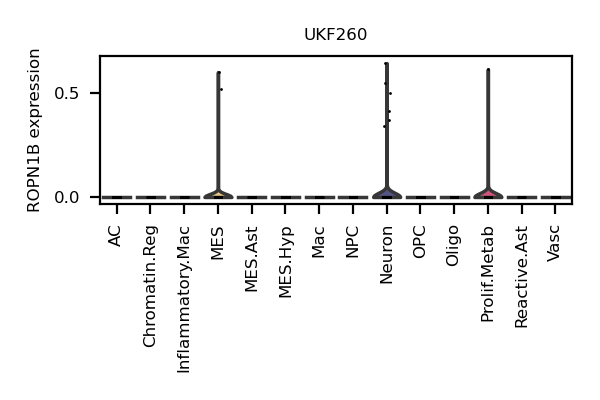 UKF260
ROPN1B expression
0.5
0.0
AC
Chromatin.Reg
Inflammatory.Mac
MES
MES.Ast
MES.Hyp
Mac
NPC
Neuron
OPC
Oligo
Prolif.Metab
Reactive.Ast
Vasc